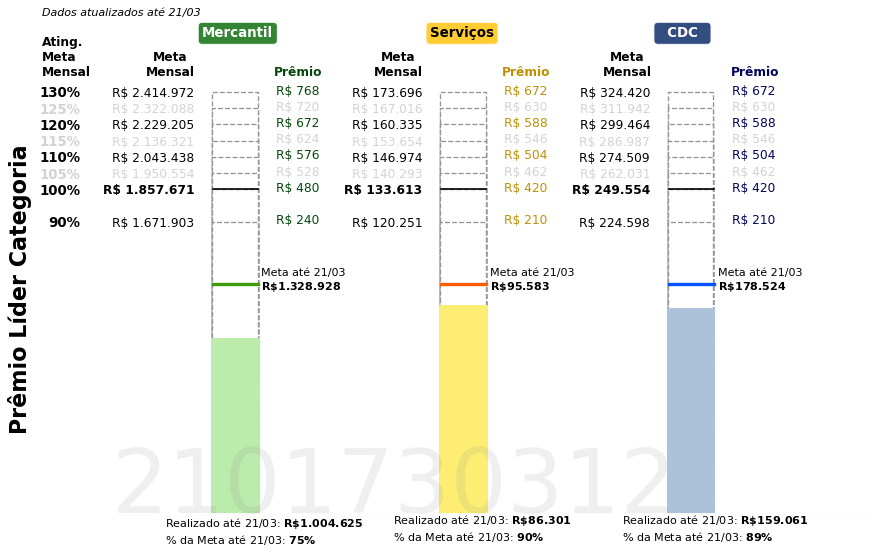 Dados atualizados até 21/03
Mercantil Serviços CDC
Ating. Meta Mensal Meta Mensal Prêmio Meta Mensal Prêmio Meta Mensal Prêmio
130% R$ 2.414.972 R$ 768 R$ 173.696 R$ 672 R$ 324.420 R$ 672
125% R$ 2.322.088 R$ 720 R$ 167.016 R$ 630 R$ 311.942 R$ 630
120% R$ 2.229.205 R$ 672 R$ 160.335 R$ 588 R$ 299.464 R$ 588
115% R$ 2.136.321 R$ 624 R$ 153.654 R$ 546 R$ 286.987 R$ 546
110% R$ 2.043.438 R$ 576 R$ 146.974 R$ 504 R$ 274.509 R$ 504
105% R$ 1.950.554 R$ 528 R$ 140.293 R$ 462 R$ 262.031 R$ 462
100% R$ 1.857.671 R$ 480 R$ 133.613 R$ 420 R$ 249.554 R$ 420
90% R$ 1.671.903 R$ 240 R$ 120.251 R$ 210 R$ 224.598 R$ 210
Meta até 21/03 Meta até 21/03 Meta até 21/03
R$1.328.928 R$95.583 R$178.524
Prêmio Líder Categoria
2101730312
Realizado até 21/03: R$1.004.625 Realizado até 21/03: R$86.301 Realizado até 21/03: R$159.061
% da Meta até 21/03: 75% % da Meta até 21/03: 90% % da Meta até 21/03: 89%